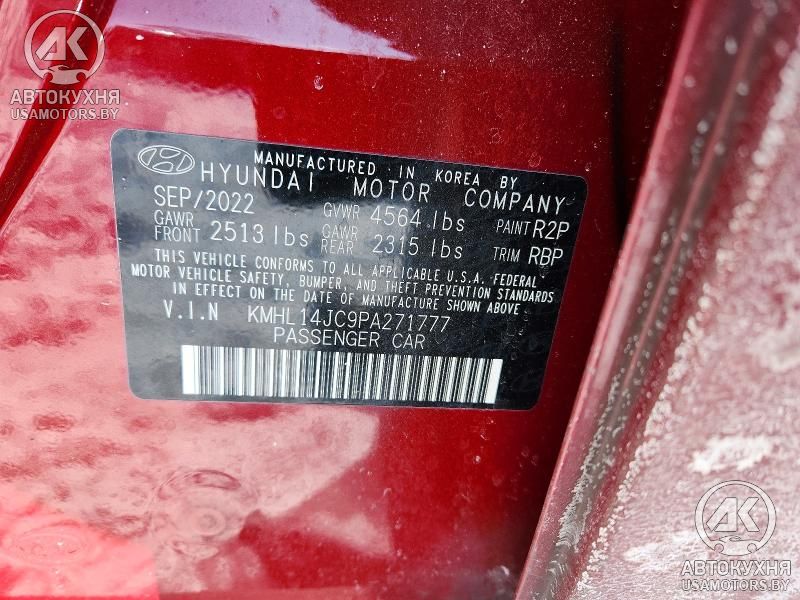 AK
АВТОКУХНЯ
USAMOTORS.BY
MANUFACTURED IN KOREA BY
HYUNDAI MOTOR COMPANY
SEP/2022 GVWR 4564 lbs PAINT R2P
GAWR FRONT 2513 lbs GAWR REAR 2315 lbs TRIM RBP
THIS VEHICLE CONFORMS TO ALL APPLICABLE U.S.A. FEDERAL
MOTOR VEHICLE SAFETY, BUMPER, AND THEFT PREVENTION STANDARDS
IN EFFECT ON THE DATE OF MANUFACTURE SHOWN ABOVE
V.I.N KMHL14JC9PA271777
PASSENGER CAR
AK
АВТОКУХНЯ
USAMOTORS.BY